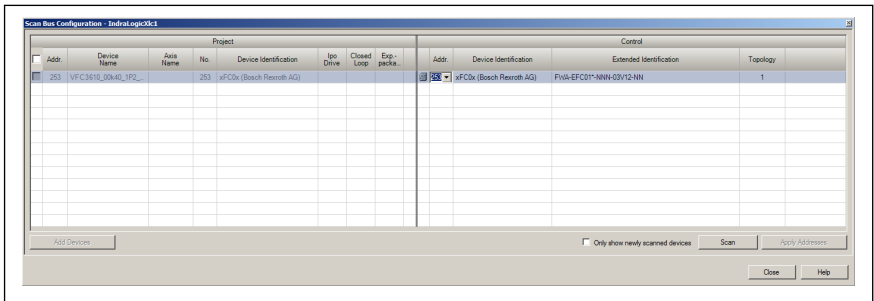 Scan Bus Configuration - IndraLogicXlc1
Project Control
Addr. Device Name Axis Name No. Device Identification Ipo Drive Closed Loop Exp.- packa... Addr. Device Identification Extended Identification Topology
253 VFC3610_00k40_1P2_... 253 xFC0x (Bosch Rexroth AG) 253 xFC0x (Bosch Rexroth AG) FWA-EFC01*-NNN-03V12-NN 1
Add Devices Only show newly scanned devices Scan Apply Addresses
Close Help